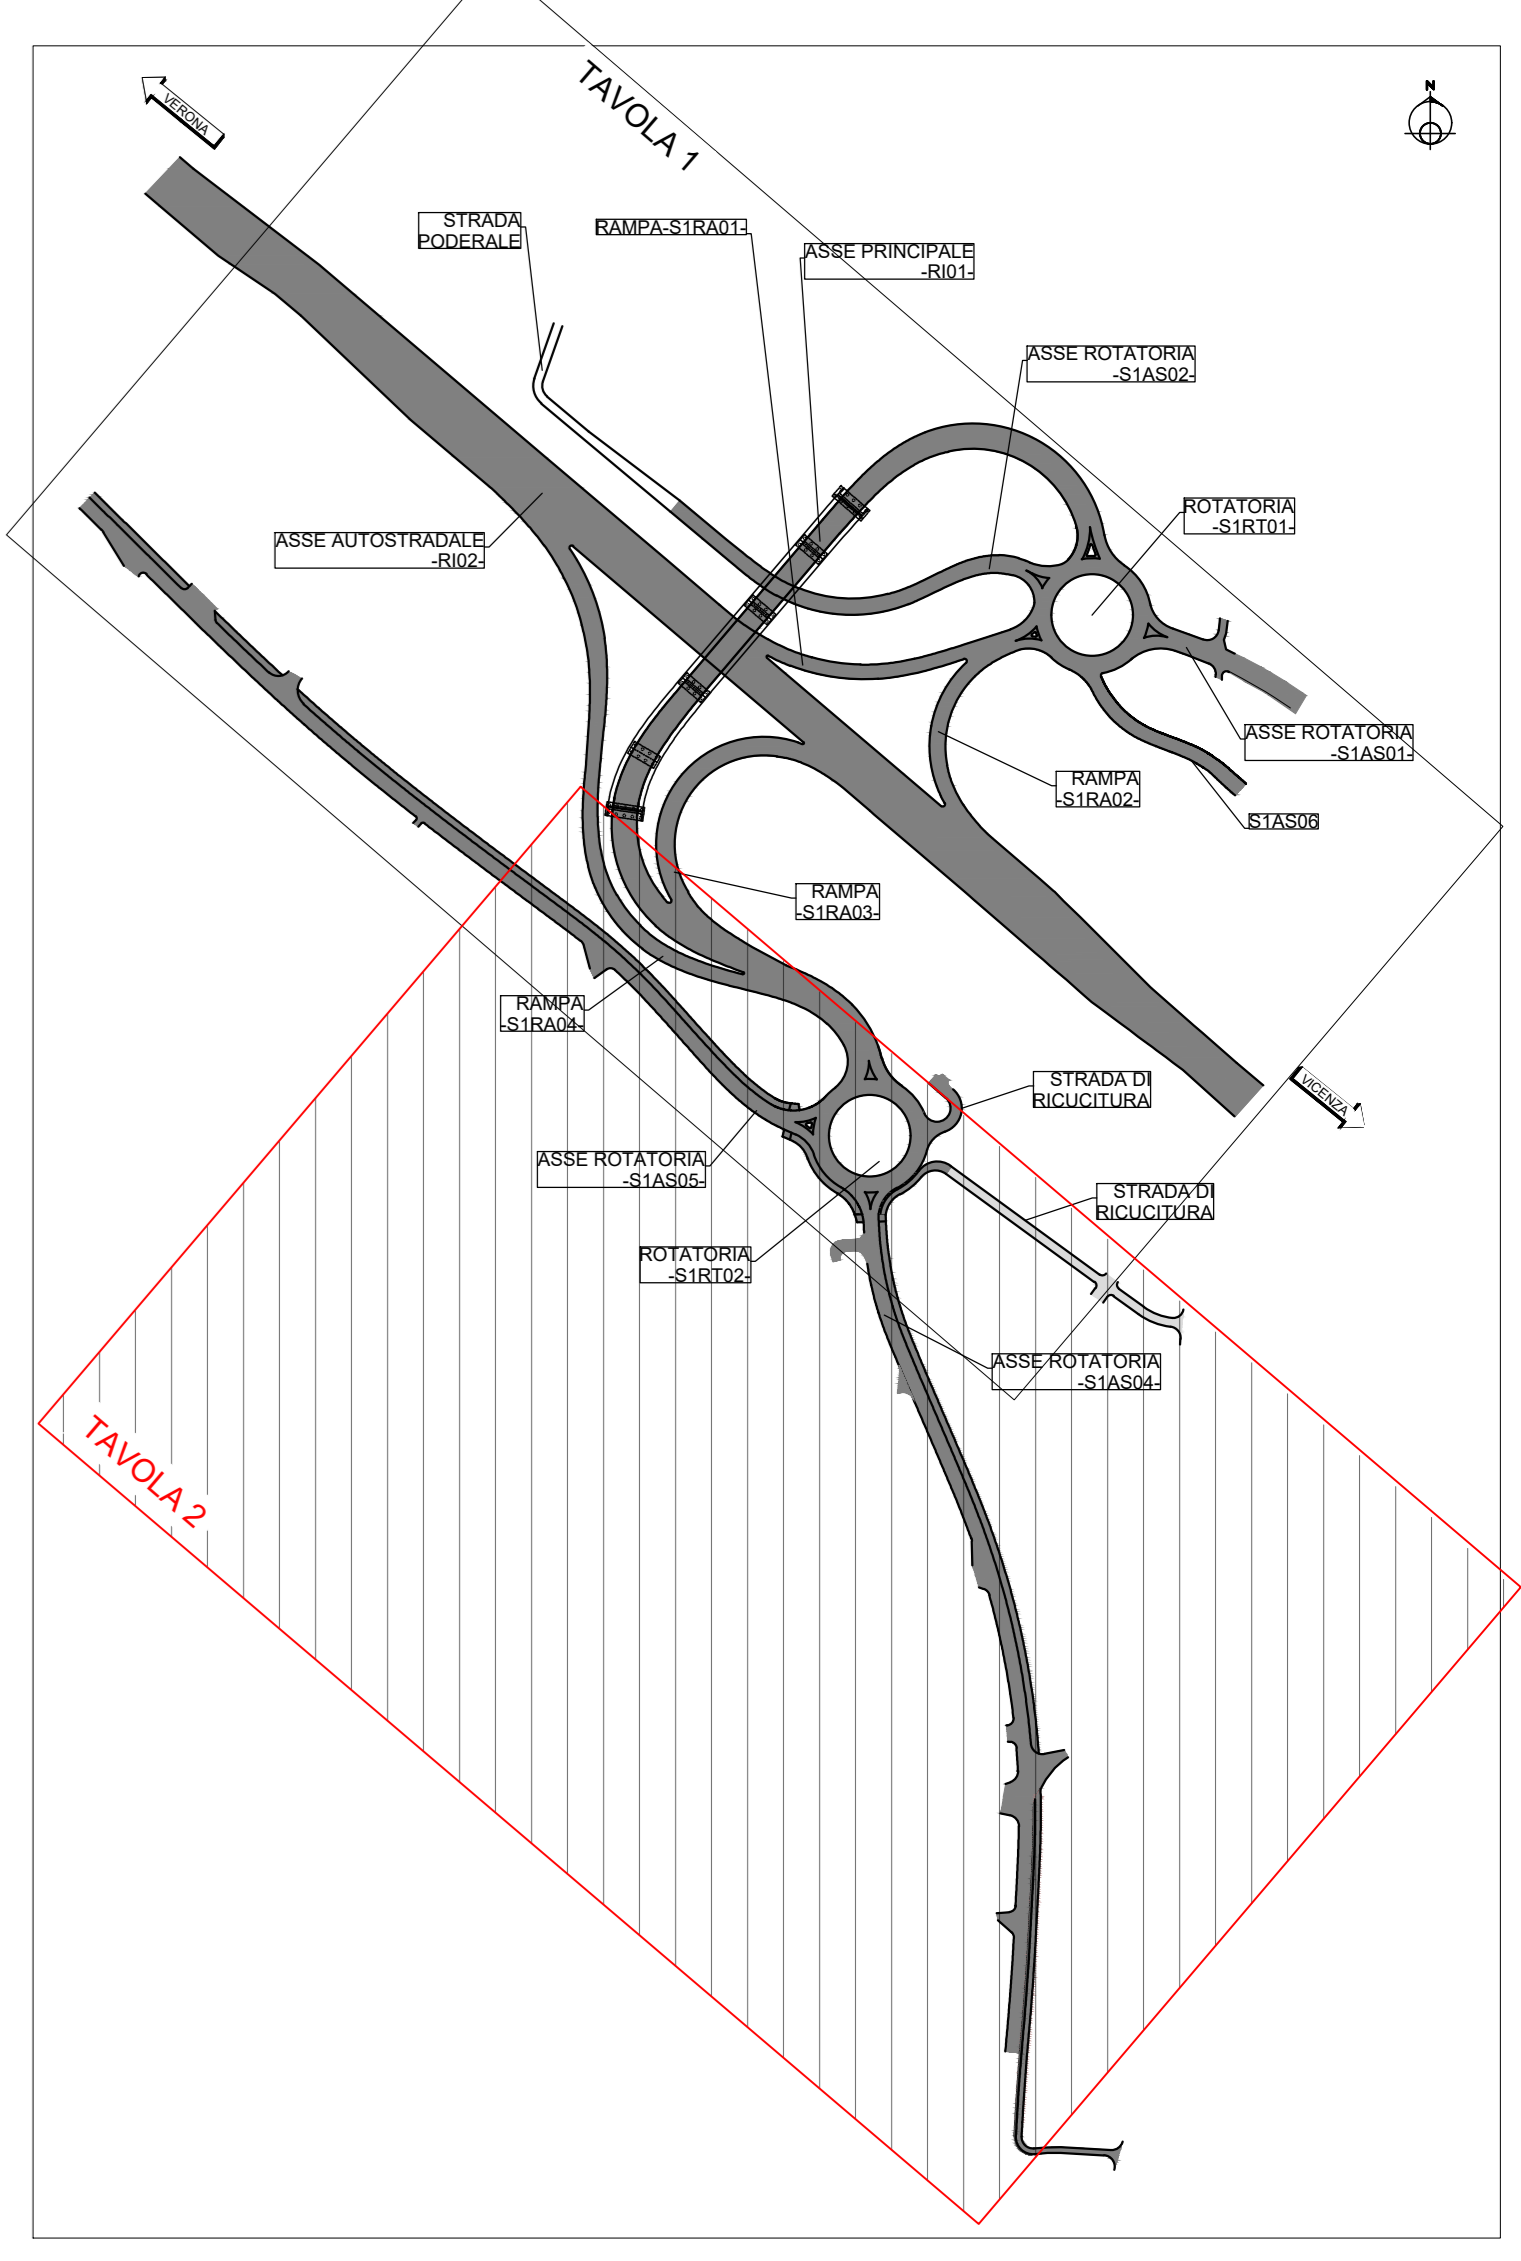 N
VERONA
TAVOLA 1
STRADA
PODERALE
RAMPA-S1RA01-
ASSE PRINCIPALE
-RI01-
ASSE ROTATORIA
-S1AS02-
ROTATORIA
-S1RT01-
ASSE AUTOSTRADALE
-RI02-
ASSE ROTATORIA
-S1AS01-
RAMPA
-S1RA02-
S1AS06
RAMPA
-S1RA03-
RAMPA
-S1RA04-
STRADA DI
RICUCITURA
VICENZA
ASSE ROTATORIA
-S1AS05-
STRADA DI
RICUCITURA
ROTATORIA
-S1RT02-
ASSE ROTATORIA
-S1AS04-
TAVOLA 2